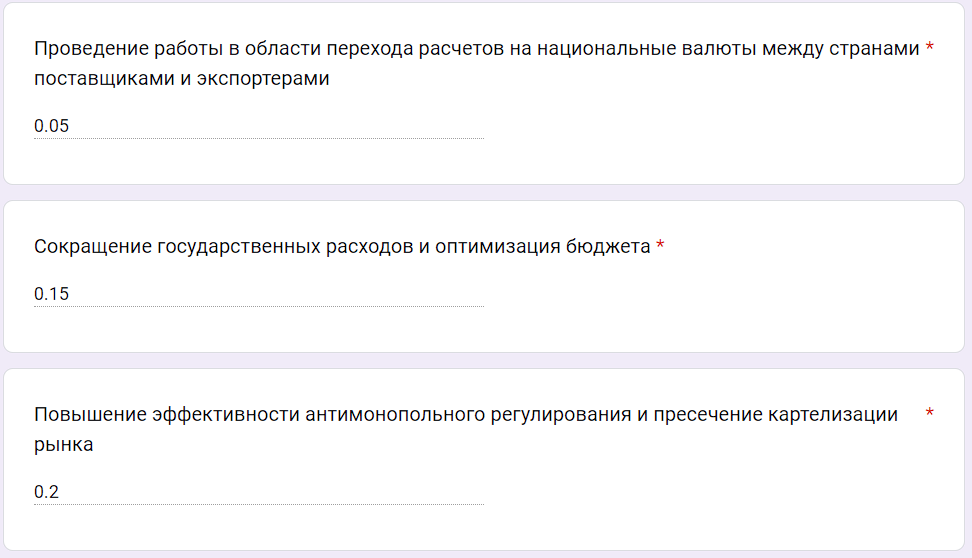 Проведение работы в области перехода расчетов на национальные валюты между странами *
поставщиками и экспортерами
0.05
Сокращение государственных расходов и оптимизация бюджета *
0.15
Повышение эффективности антимонопольного регулирования и пресечение картелизации *
рынка
0.2